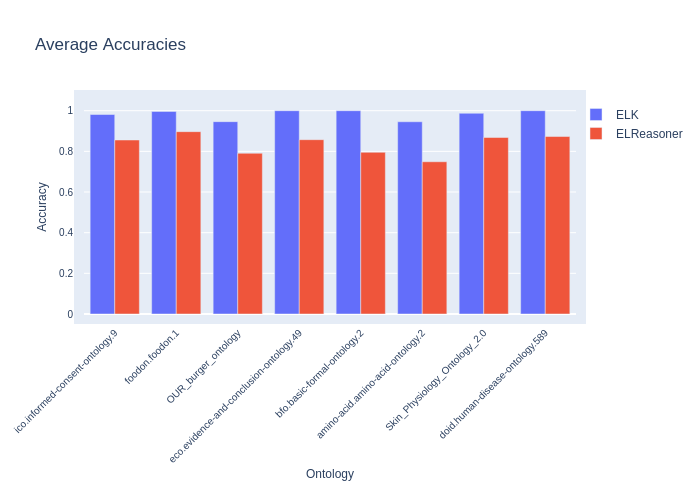 Average Accuracies
ELK
ELReasoner
Accuracy
1
0.8
0.6
0.4
0.2
0
ico.informed-consent-ontology.9
foodon.foodon.1
OUR_burger_ontology
eco.evidence-and-conclusion-ontology.49
bfo.basic-formal-ontology.2
amino-acid.amino-acid-ontology.2
Skin_Physiology_Ontology_2.0
doid.human-disease-ontology.589
Ontology